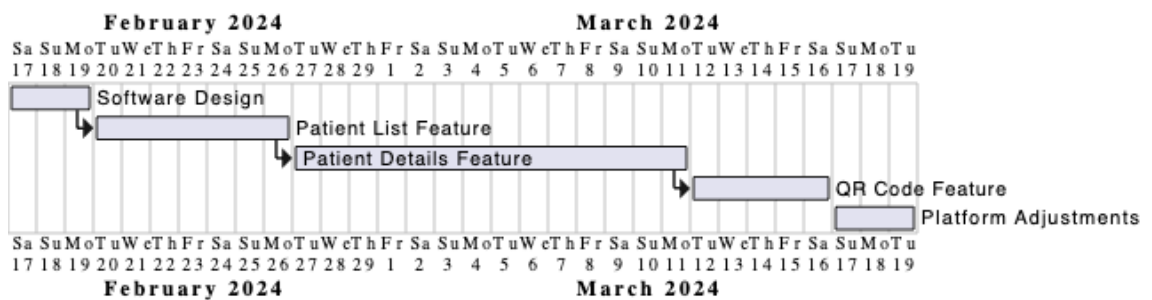 February 2024 March 2024
Sa Su Mo Tu We Th Fr Sa Su Mo Tu We Th Fr Sa Su Mo Tu We Th Fr Sa Su Mo Tu We Th Fr Sa Su Mo Tu
17 18 19 20 21 22 23 24 25 26 27 28 29 1 2 3 4 5 6 7 8 9 10 11 12 13 14 15 16 17 18 19
Software Design
Patient List Feature
Patient Details Feature
QR Code Feature
Platform Adjustments
Sa Su Mo Tu We Th Fr Sa Su Mo Tu We Th Fr Sa Su Mo Tu We Th Fr Sa Su Mo Tu We Th Fr Sa Su Mo Tu
17 18 19 20 21 22 23 24 25 26 27 28 29 1 2 3 4 5 6 7 8 9 10 11 12 13 14 15 16 17 18 19
February 2024 March 2024